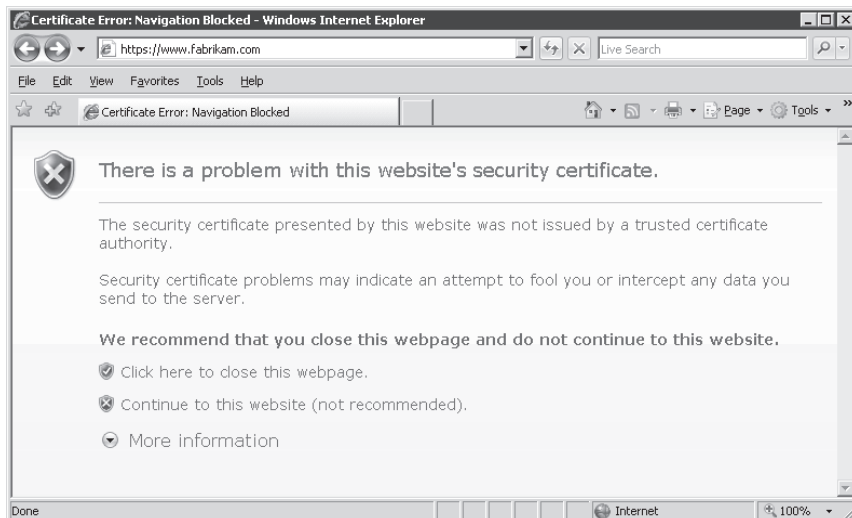 Certificate Error: Navigation Blocked - Windows Internet Explorer
https://www.fabrikam.com
Live Search
File Edit View Favorites Tools Help
Certificate Error: Navigation Blocked
Page Tools »
There is a problem with this website's security certificate.
The security certificate presented by this website was not issued by a trusted certificate
authority.
Security certificate problems may indicate an attempt to fool you or intercept any data you
send to the server.
We recommend that you close this webpage and do not continue to this website.
Click here to close this webpage.
Continue to this website (not recommended).
More information
Done Internet 100%